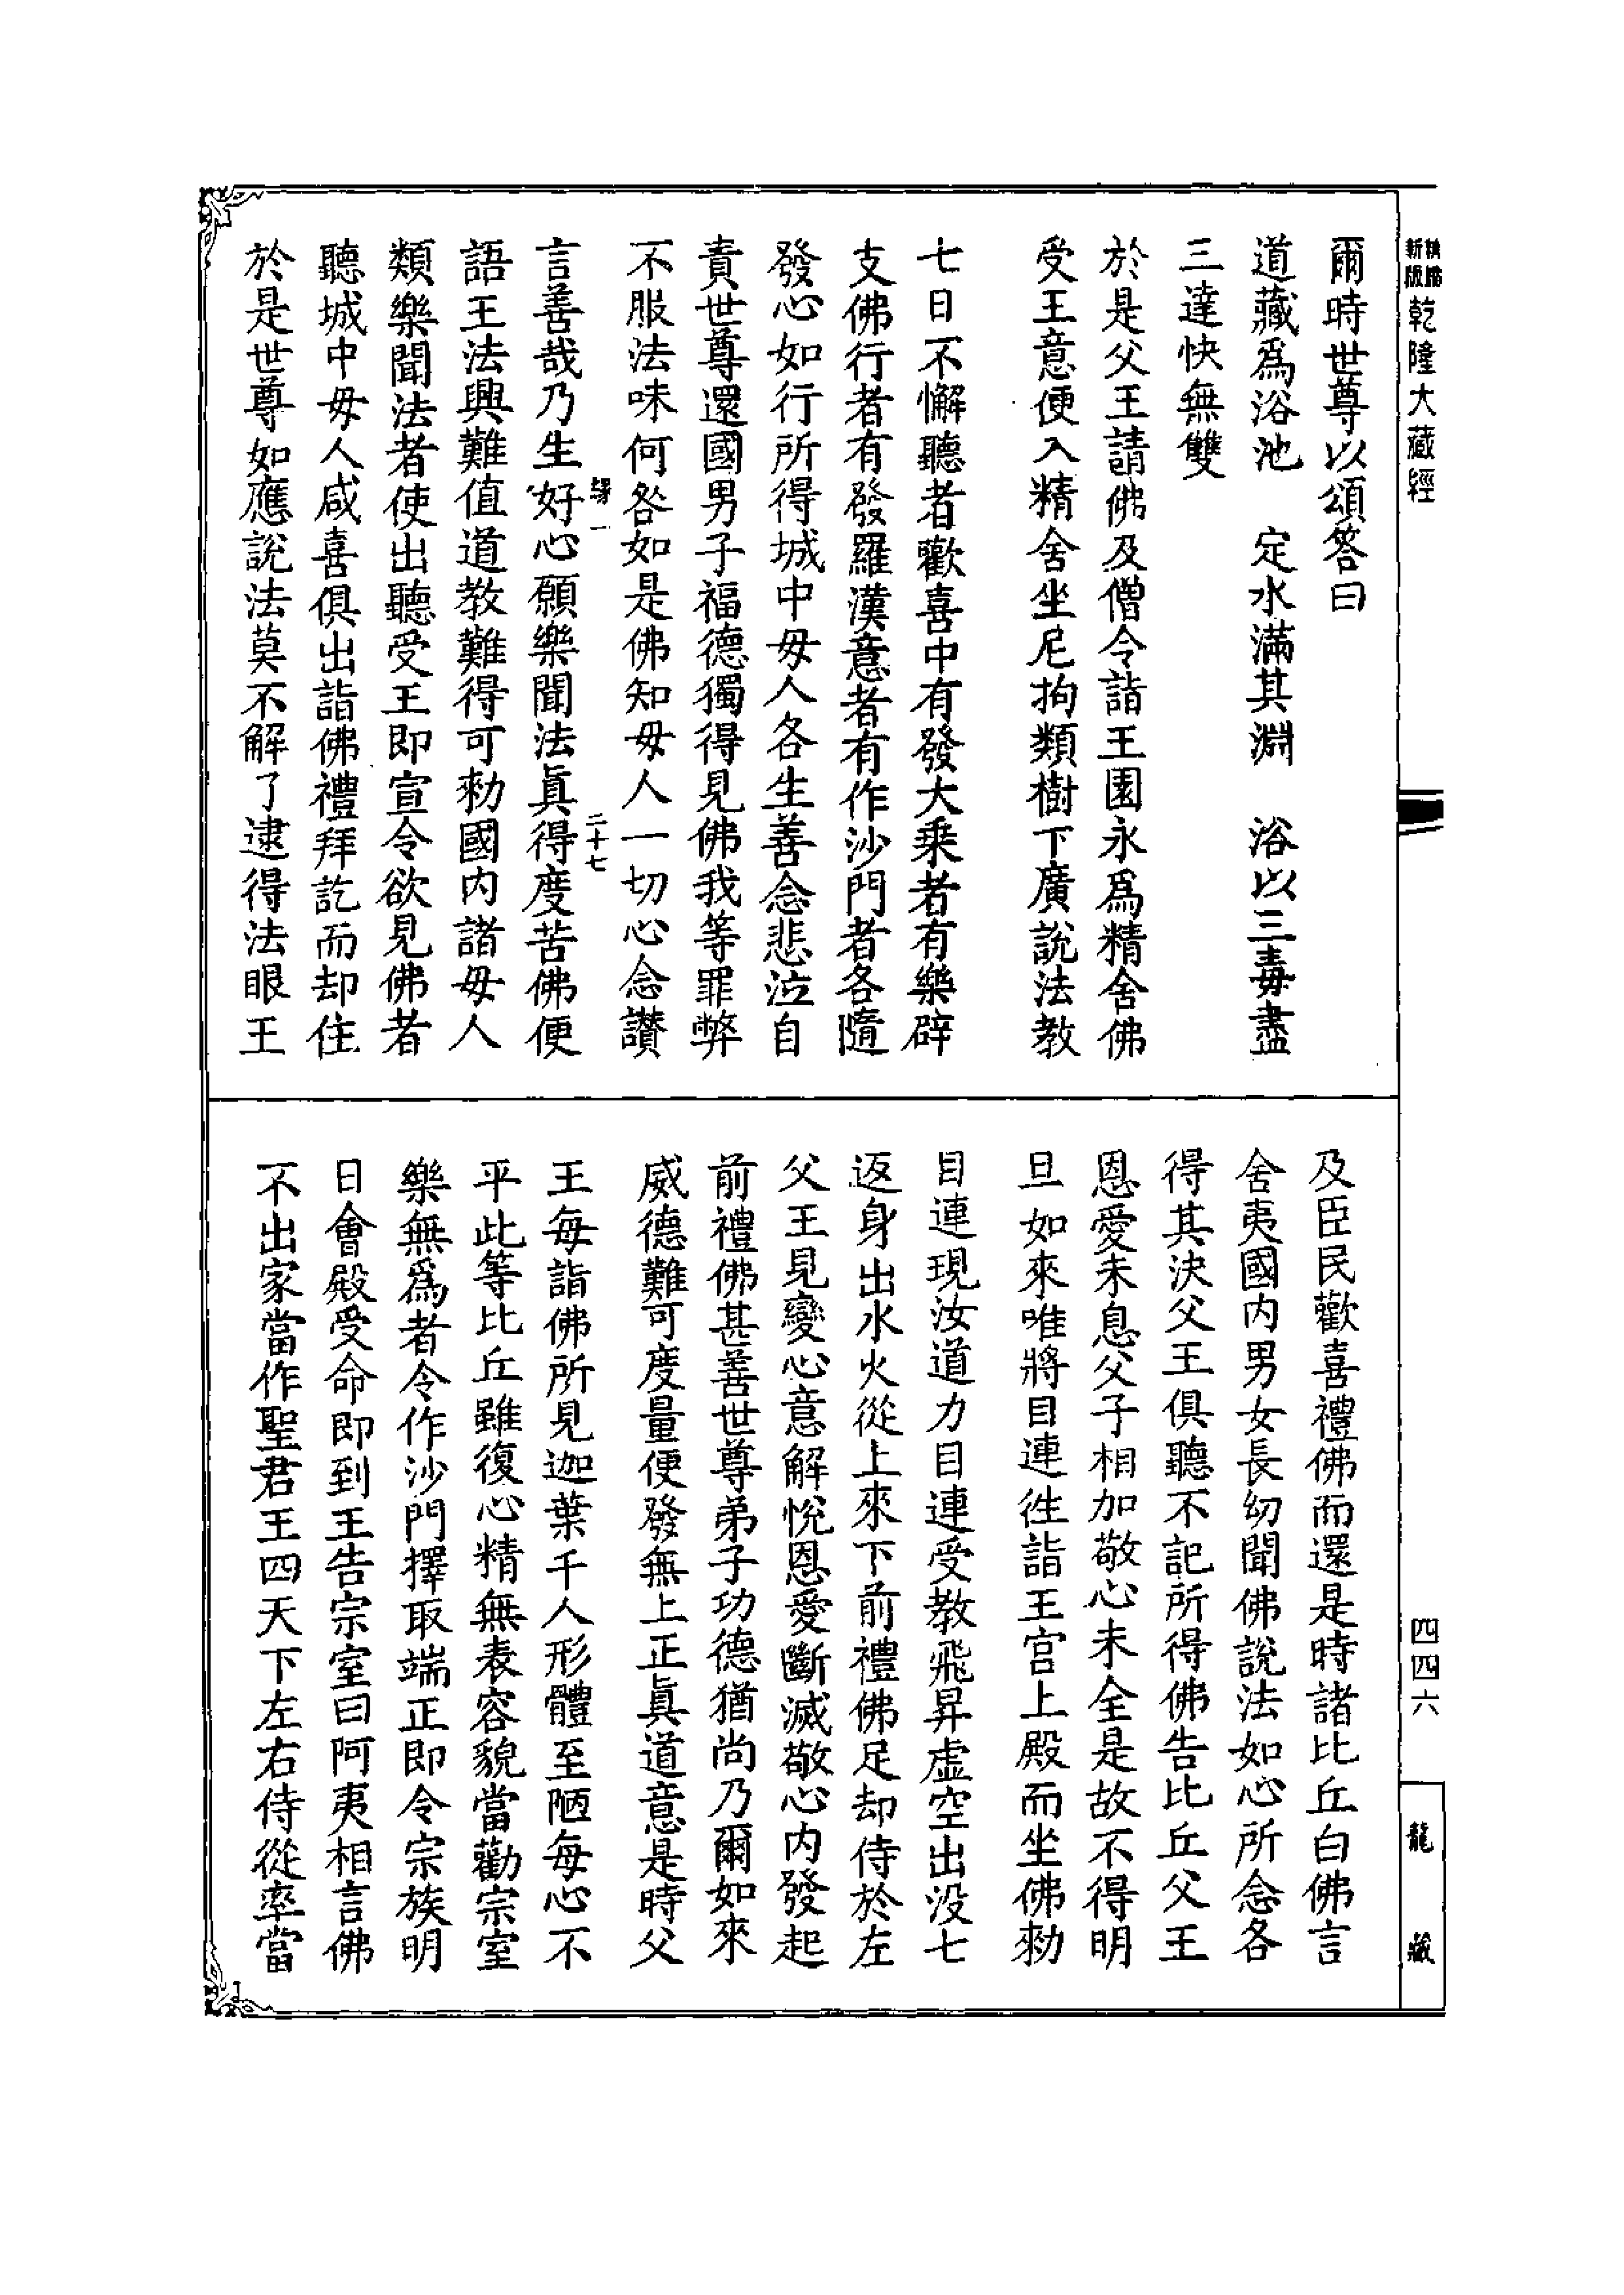 乾隆大藏經
爾時世尊以頌答曰
道藏爲浴池　定水滿其淵　浴以三毒盡
三達快無雙
於是父王請佛及僧令詣王園永爲精舍佛
受王意便入精舍坐尼拘類樹下廣說法教
七日不懈聽者歡喜中有發大乘者有樂辟
支佛行者有發羅漢意者有作沙門者各隨
發心如行所得城中毋人各生善念悲泣自
責世尊還國男子福德獨得見佛我等罪弊
不服法味何咎如是佛知毋人一切心念讚
二十七
言善哉乃生好心願樂聞法眞得度苦佛便
語王法興難值道教難得可勑國内諸毋人
類樂聞法者使出聽受王即宣令欲見佛者
聽城中毋人咸喜俱出詣佛禮拜訖而却住
於是世尊如應說法莫不解了逮得法眼王
及臣民歡喜禮佛而還是時諸比丘白佛言
舍夷國内男女長幼聞佛說法如心所念各
得其決父王俱聽不記所得佛告比丘父王
恩愛未息父子相加敬心未全是故不得明
旦如來唯將目連徃詣王宫上殿而坐佛勑
目連現汝道力目連受教飛昇虚空出没七
返身出水火從上來下前禮佛足却侍於左
父王見變心意解悅恩愛斷滅敬心内發起
前禮佛甚善世尊弟子功德猶尚乃爾如來
威德難可度量便發無上正眞道意是時父
王每詣佛所見迦葉千人形體至陋每心不
平此等比丘雖復心精無表容貌當勸宗室
樂無爲者令作沙門擇取端正即令宗族明
日會殿受命即到王告宗室曰阿夷相言佛
不出家當作聖君王四天下左右侍從率當
四四六
龍藏